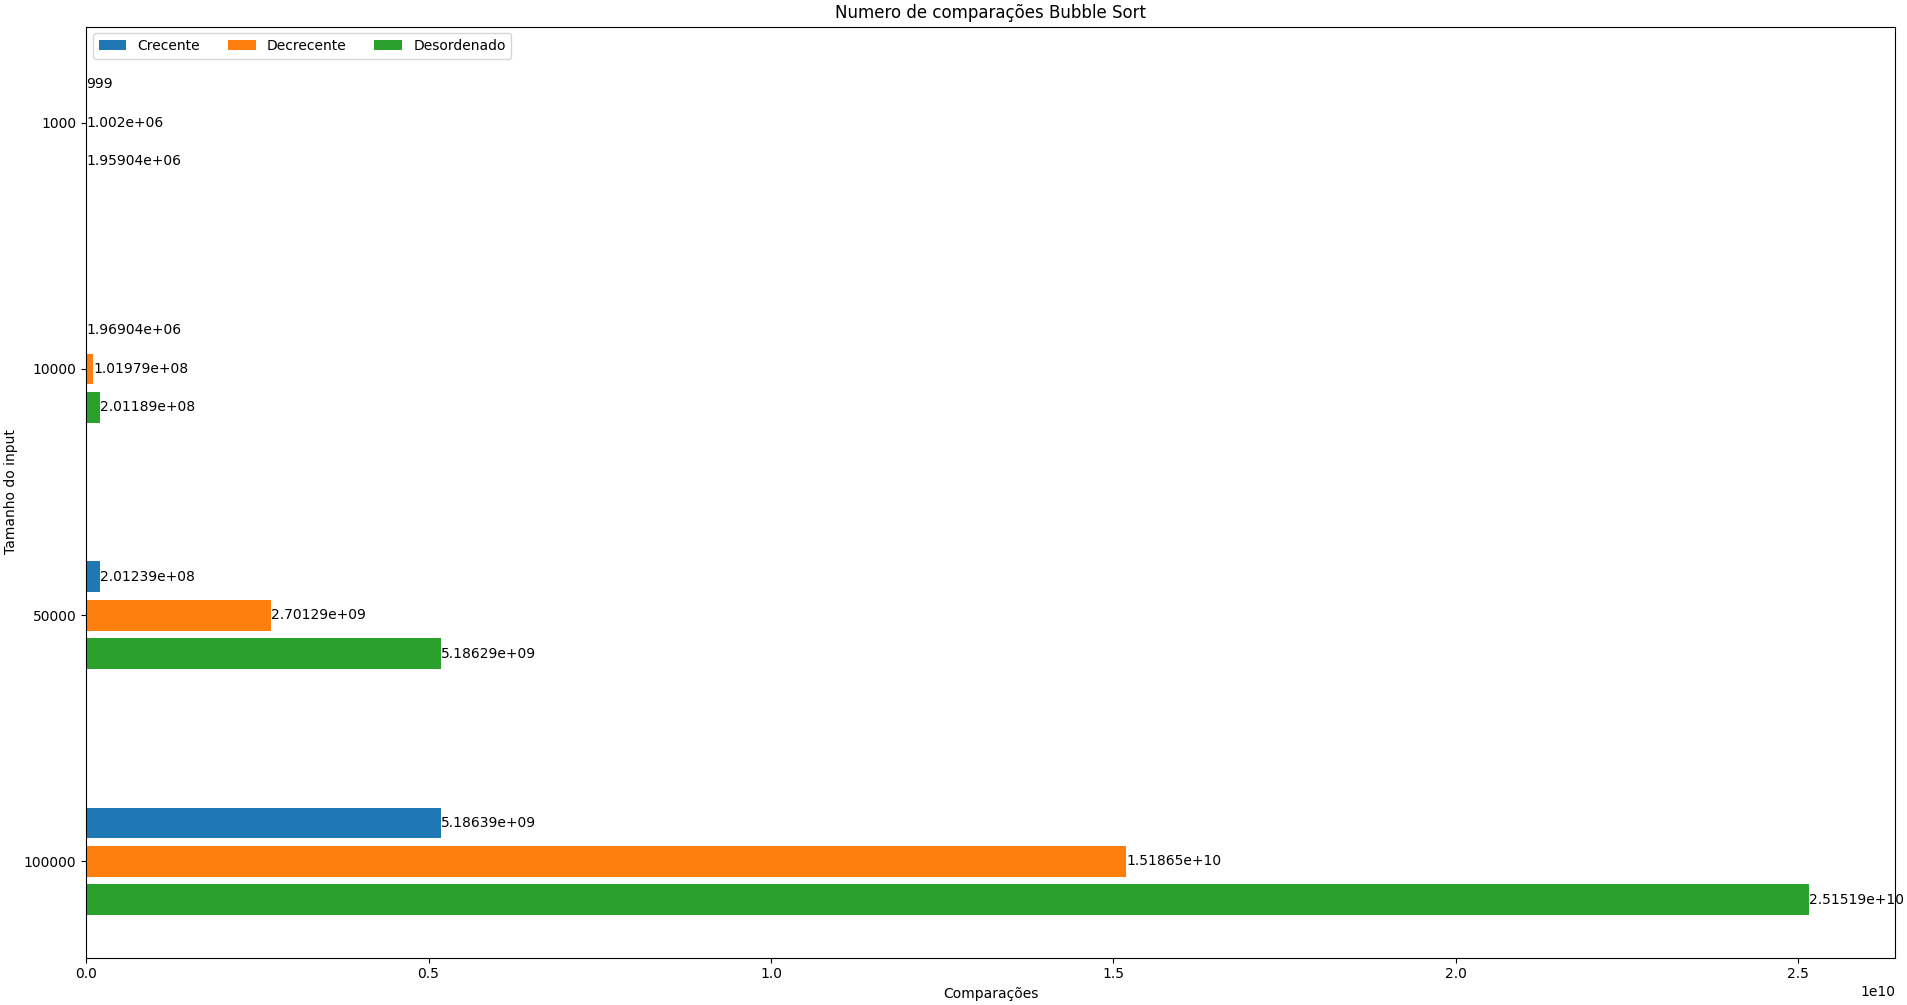 Numero de comparações Bubble Sort
Crecente Decrecente Desordenado
999
1000 1.002e+06
1.95904e+06
1.96904e+06
10000 1.01979e+08
2.01189e+08
Tamanho do input
2.01239e+08
50000 2.70129e+09
5.18629e+09
5.18639e+09
100000 1.51865e+10
2.51519e+10
0.0 0.5 1.0 1.5 2.0 2.5
Comparações 1e10